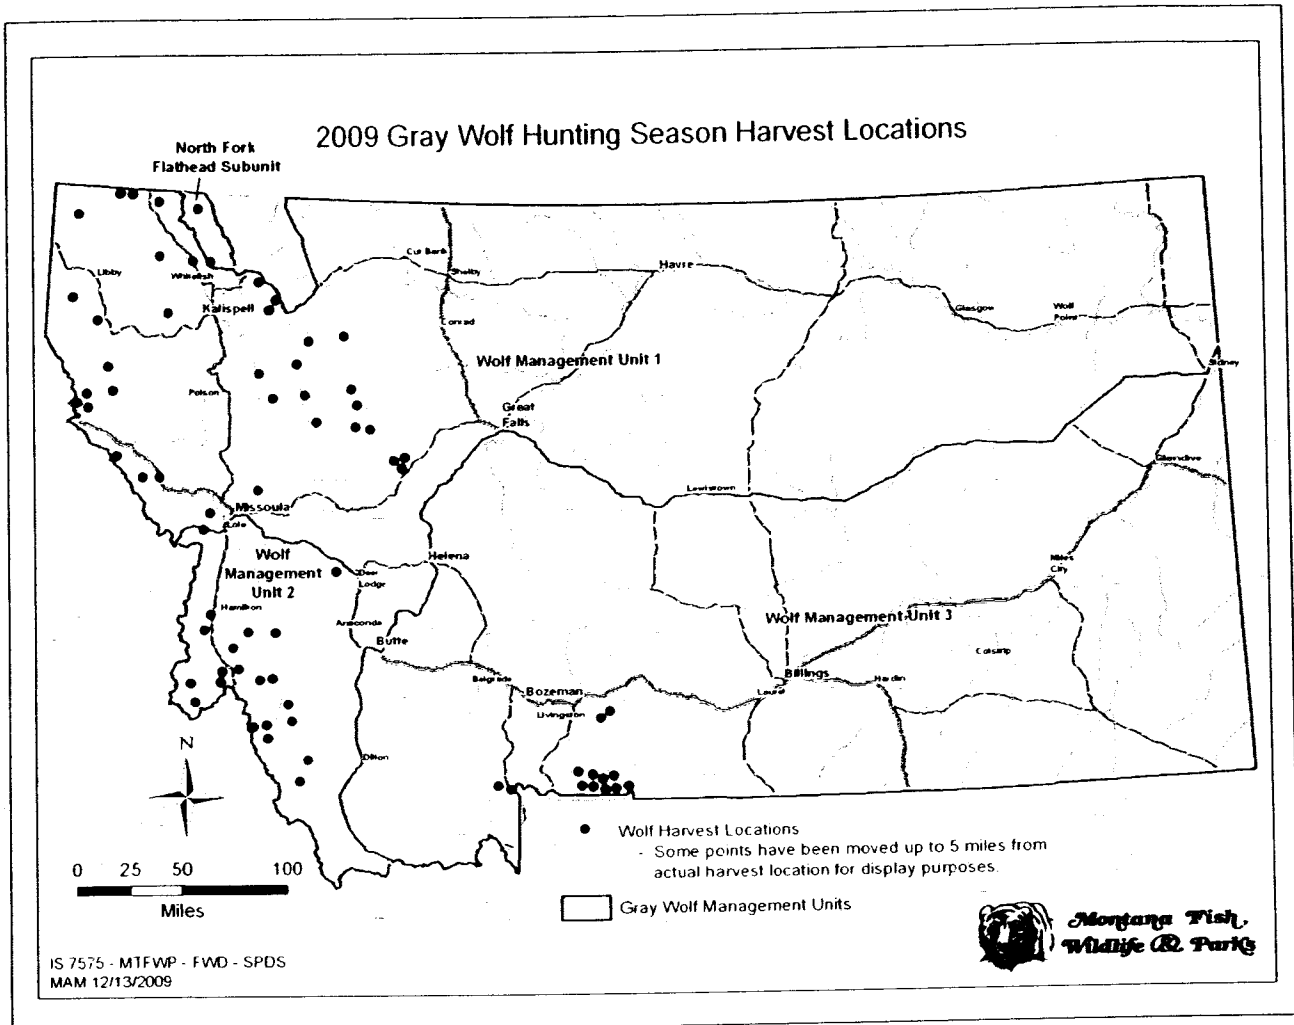 2009 Gray Wolf Hunting Season Harvest Locations
North Fork
Flathead Subunit
Cut Bank
Shelby
Havre
Libby
Whitefish
Kalispell
Glasgow
Wolf
Point
Conrad
Wolf Management Unit 1
Sidney
Polson
Great
Falls
Glendive
Lewistown
Missoula
Lolo
Wolf
Management
Unit 2
Helena
Deer
Lodge
Miles
City
Hamilton
Anaconda
Butte
Wolf Management Unit 3
Colstrip
Belgrade
Bozeman
Livingston
Billings
Laurel
Hardin
N
Dillon
Wolf Harvest Locations
- Some points have been moved up to 5 miles from
actual harvest location for display purposes.
0 25 50 100
Miles
Gray Wolf Management Units
Montana Fish,
Wildlife & Parks
IS 7575 - MTFWP - FWD - SPDS
MAM 12/13/2009